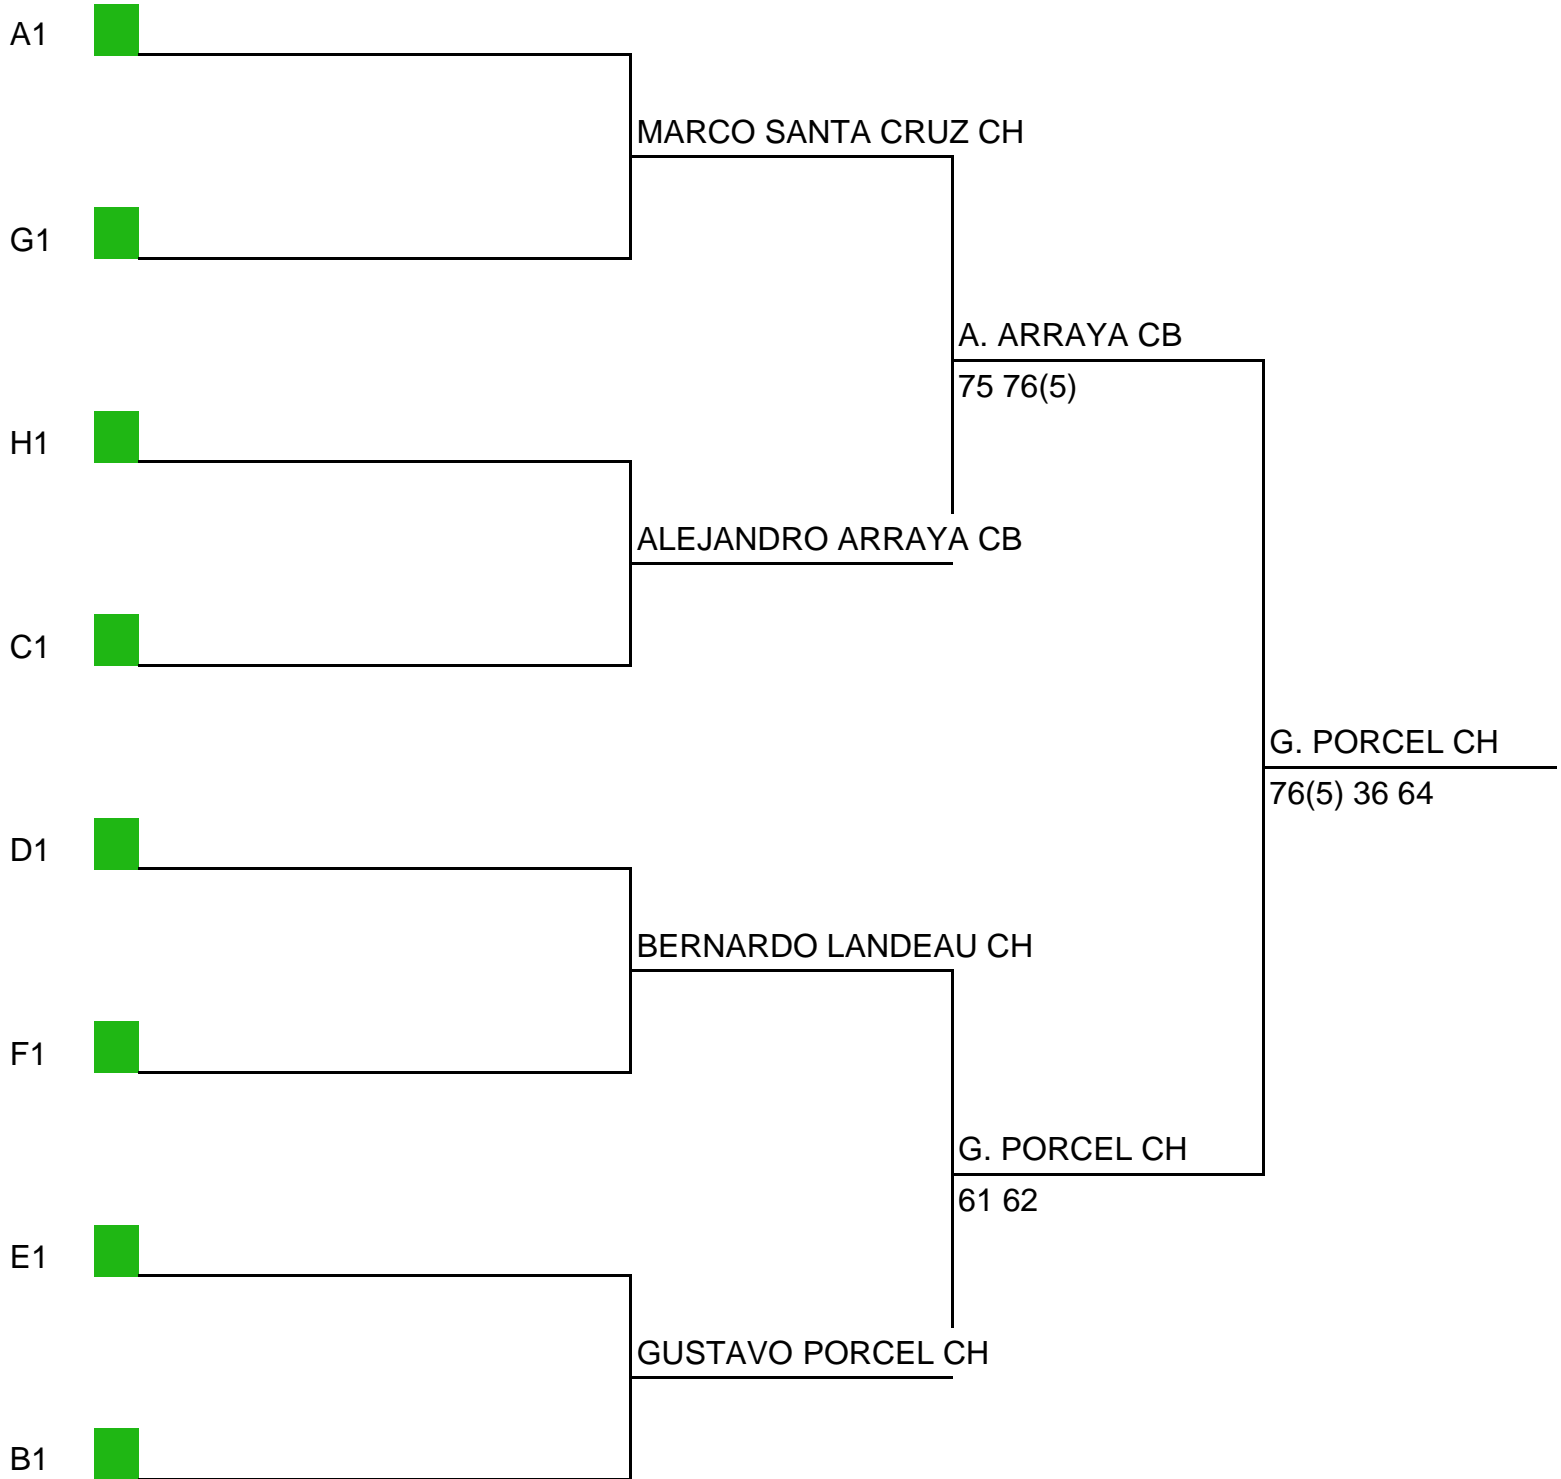 A1
MARCO SANTA CRUZ CH
G1
A. ARRAYA CB
75 76(5)
H1
ALEJANDRO ARRAYA CB
C1
G. PORCEL CH
76(5) 36 64
D1
BERNARDO LANDEAU CH
F1
G. PORCEL CH
61 62
E1
GUSTAVO PORCEL CH
B1